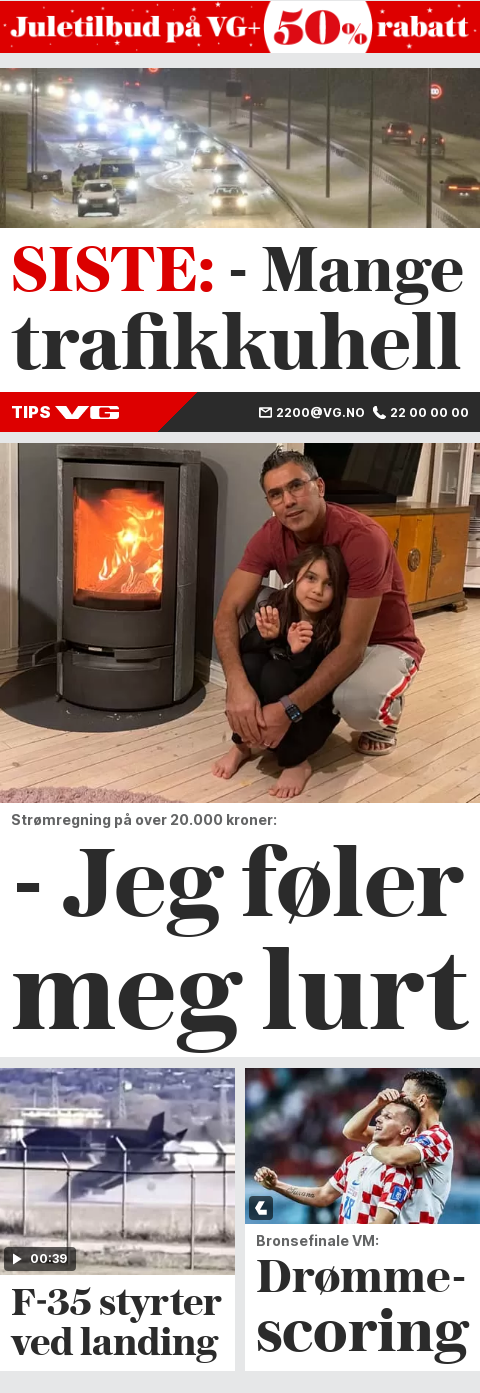 Juletilbud på VG+ 50% rabatt
SISTE: - Mange
trafikkuhell
TIPS VG 2200@VG.NO 22 00 00 00
Strømregning på over 20.000 kroner:
- Jeg føler
meg lurt
00:39
F-35 styrter
ved landing
Bronsefinale VM:
Drømme-
scoring